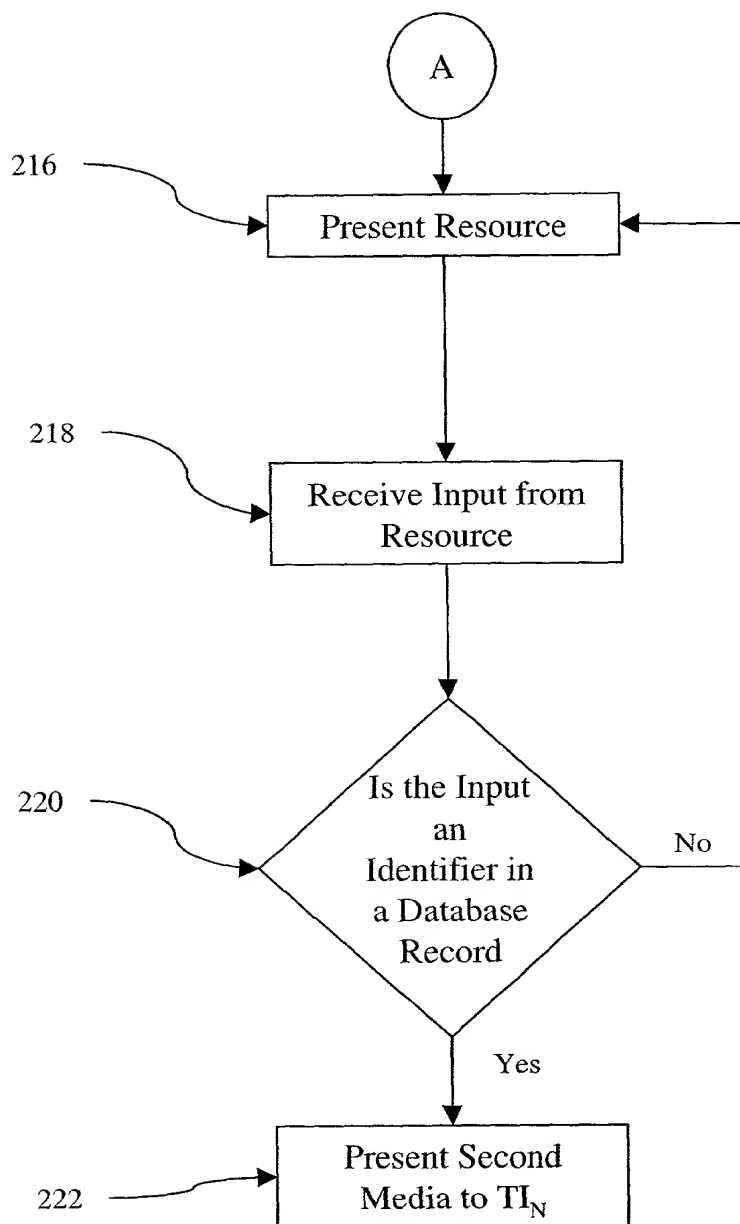 A
216
Present Resource
218
Receive Input from
Resource
220
Is the Input
an
Identifier in
a Database
Record
No
Yes
222
Present Second
Media to TI_N